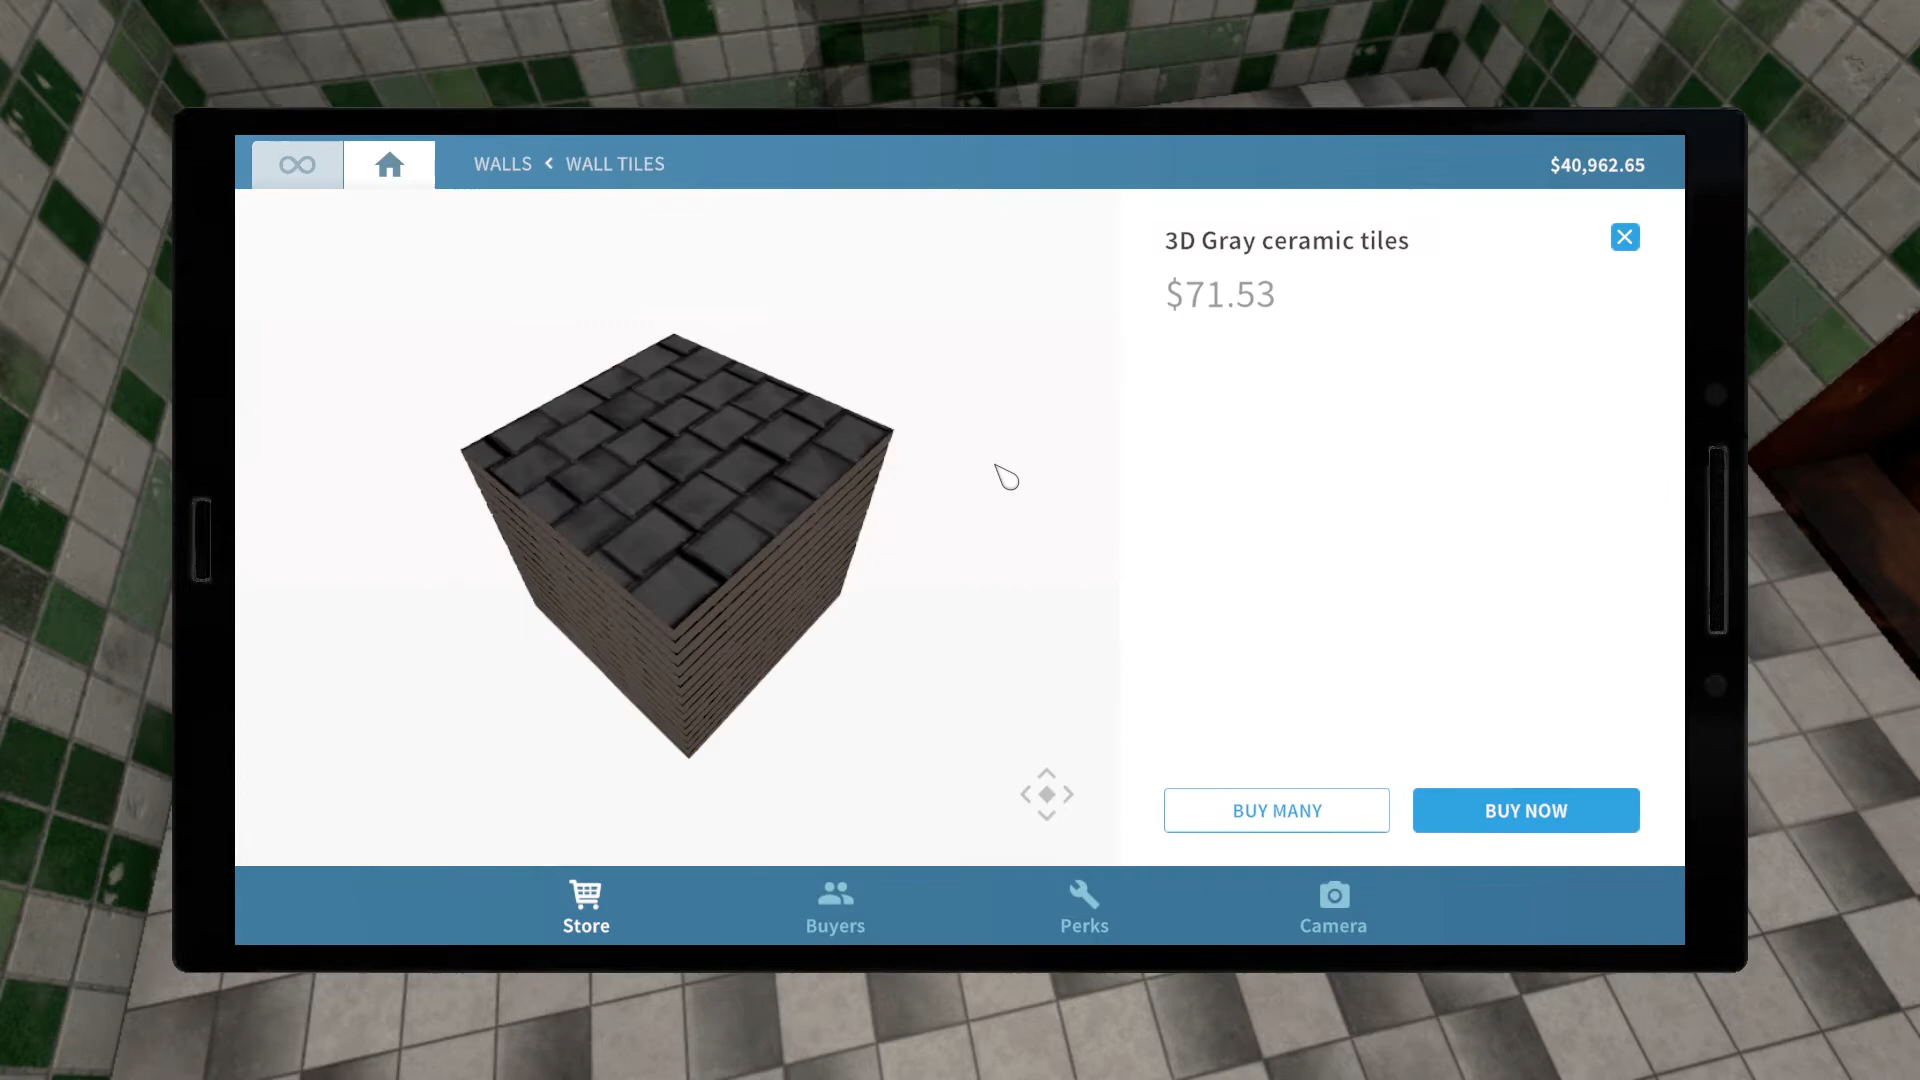 WALLS < WALL TILES
$40,962.65
3D Gray ceramic tiles
$71.53
BUY MANY
BUY NOW
Store
Buyers
Perks
Camera